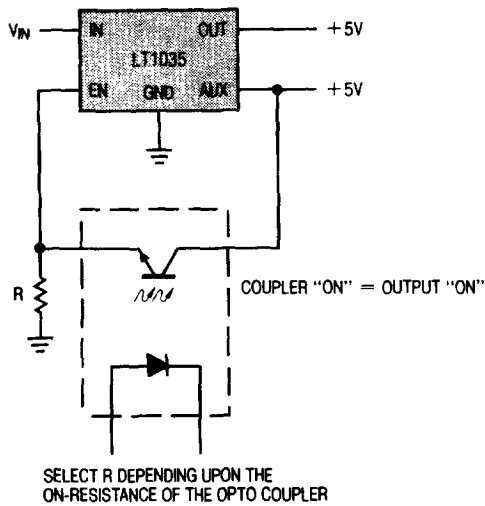 VIN
IN
OUT
+5V
LT1035
EN
GND
AUX
+5V
R
COUPLER “ON” = OUTPUT “ON”
SELECT R DEPENDING UPON THE
ON-RESISTANCE OF THE OPTO COUPLER